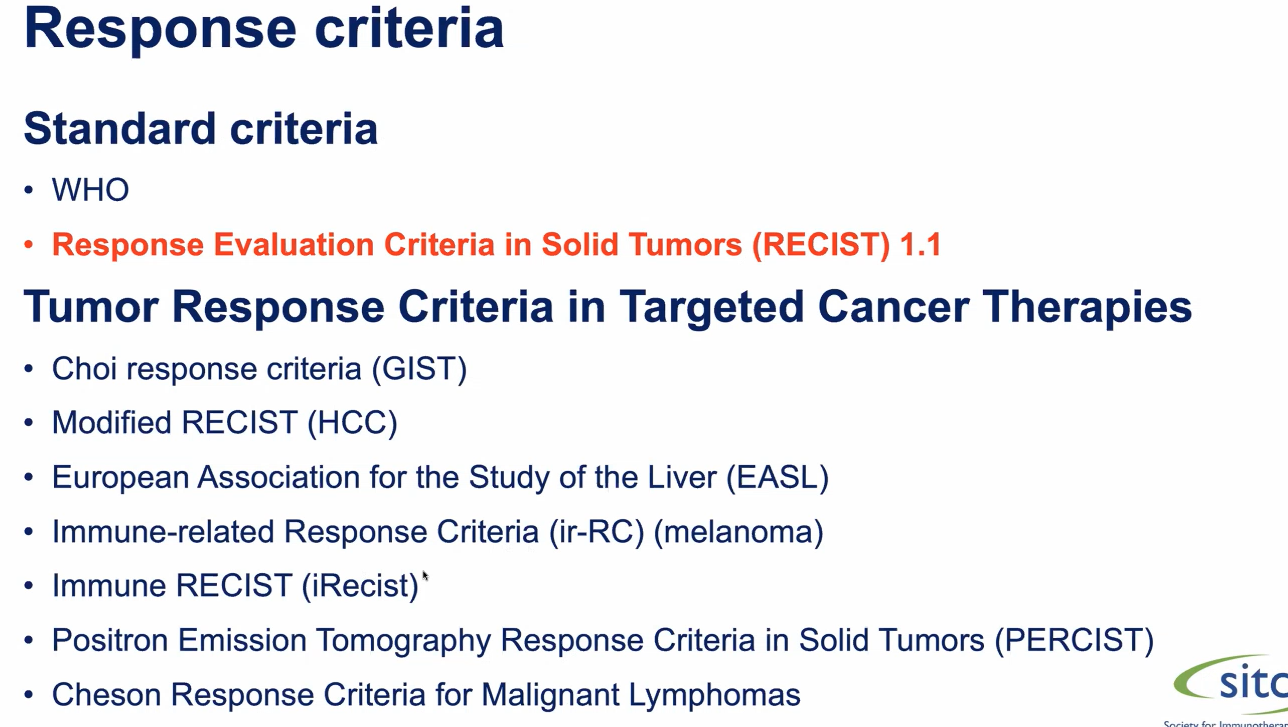 Response criteria
Standard criteria
• WHO
• Response Evaluation Criteria in Solid Tumors (RECIST) 1.1
Tumor Response Criteria in Targeted Cancer Therapies
• Choi response criteria (GIST)
• Modified RECIST (HCC)
• European Association for the Study of the Liver (EASL)
• Immune-related Response Criteria (ir-RC) (melanoma)
• Immune RECIST (iRecist)
• Positron Emission Tomography Response Criteria in Solid Tumors (PERCIST)
• Cheson Response Criteria for Malignant Lymphomas
sitc
Society for